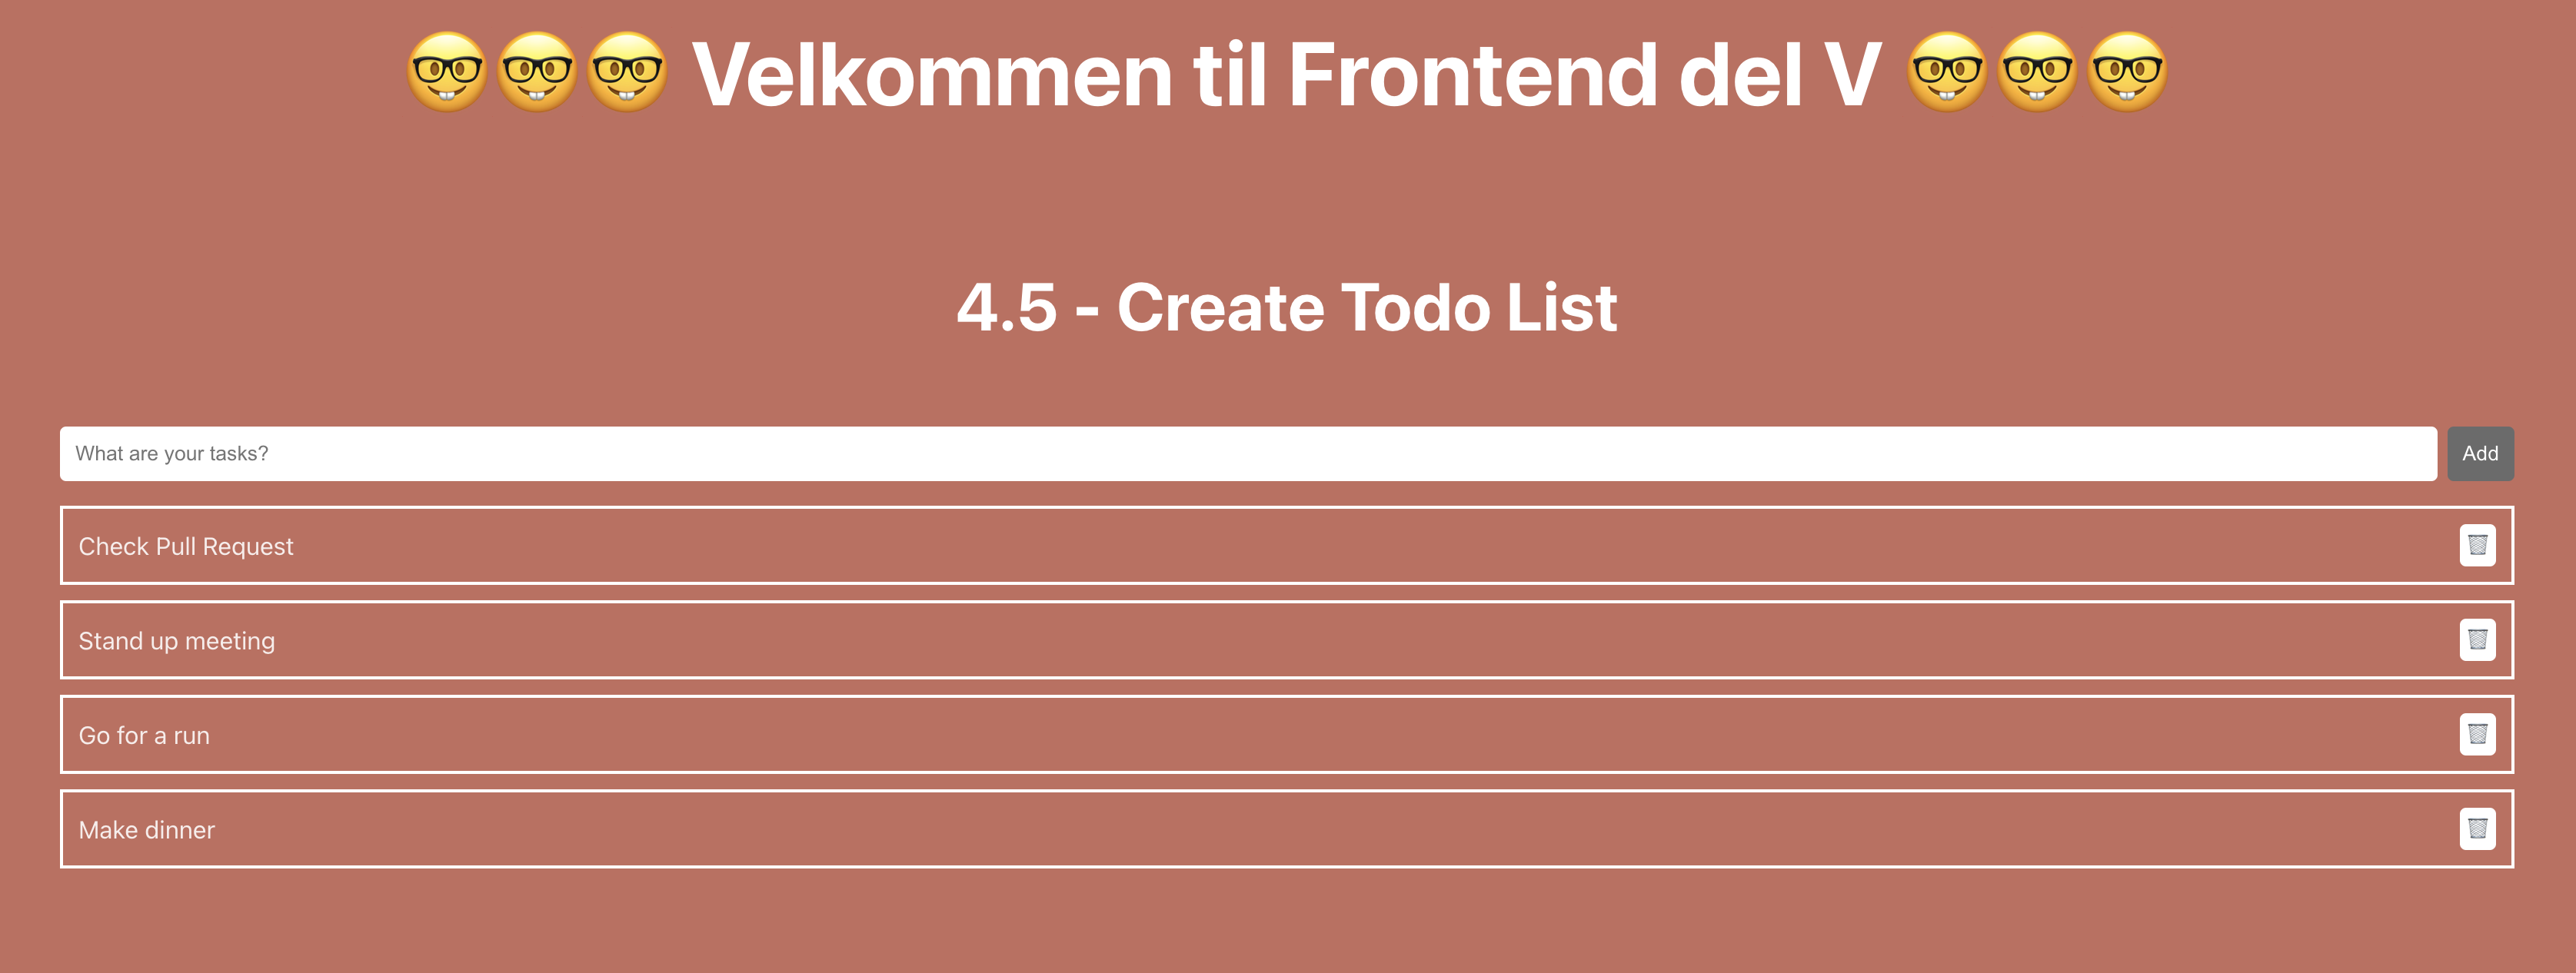 🤓🤓🤓 Velkommen til Frontend del V 🤓🤓🤓
4.5 - Create Todo List
What are your tasks?
Add
Check Pull Request
Stand up meeting
Go for a run
Make dinner